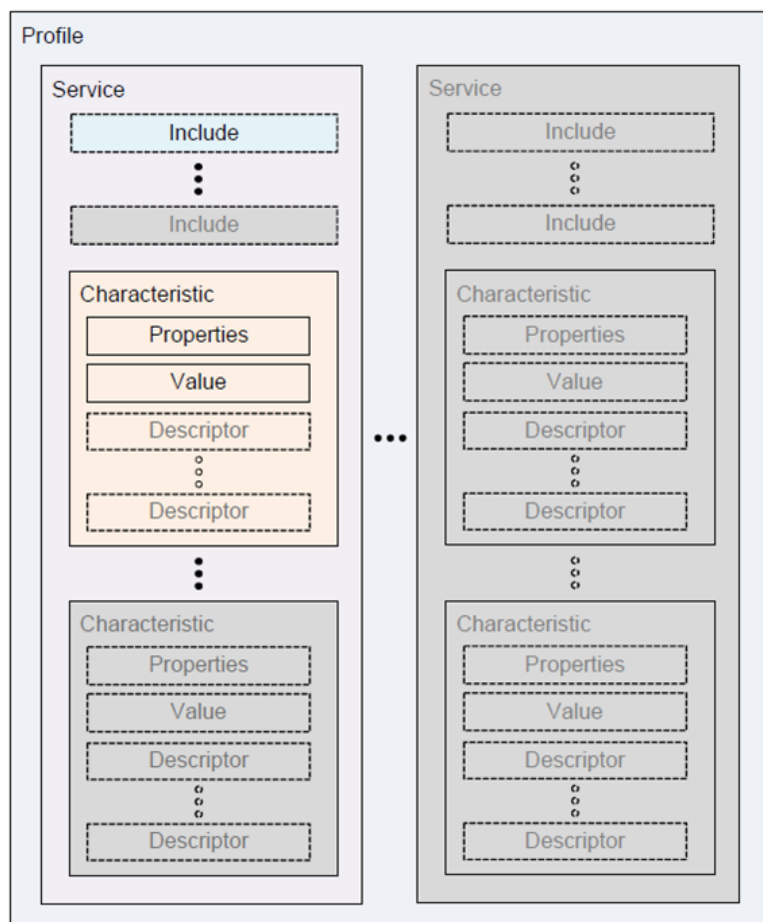 Profile
Service
Include
Include
Characteristic
Properties
Value
Descriptor
Descriptor
Characteristic
Properties
Value
Descriptor
Descriptor
Service
Include
Include
Characteristic
Properties
Value
Descriptor
Descriptor
Characteristic
Properties
Value
Descriptor
Descriptor